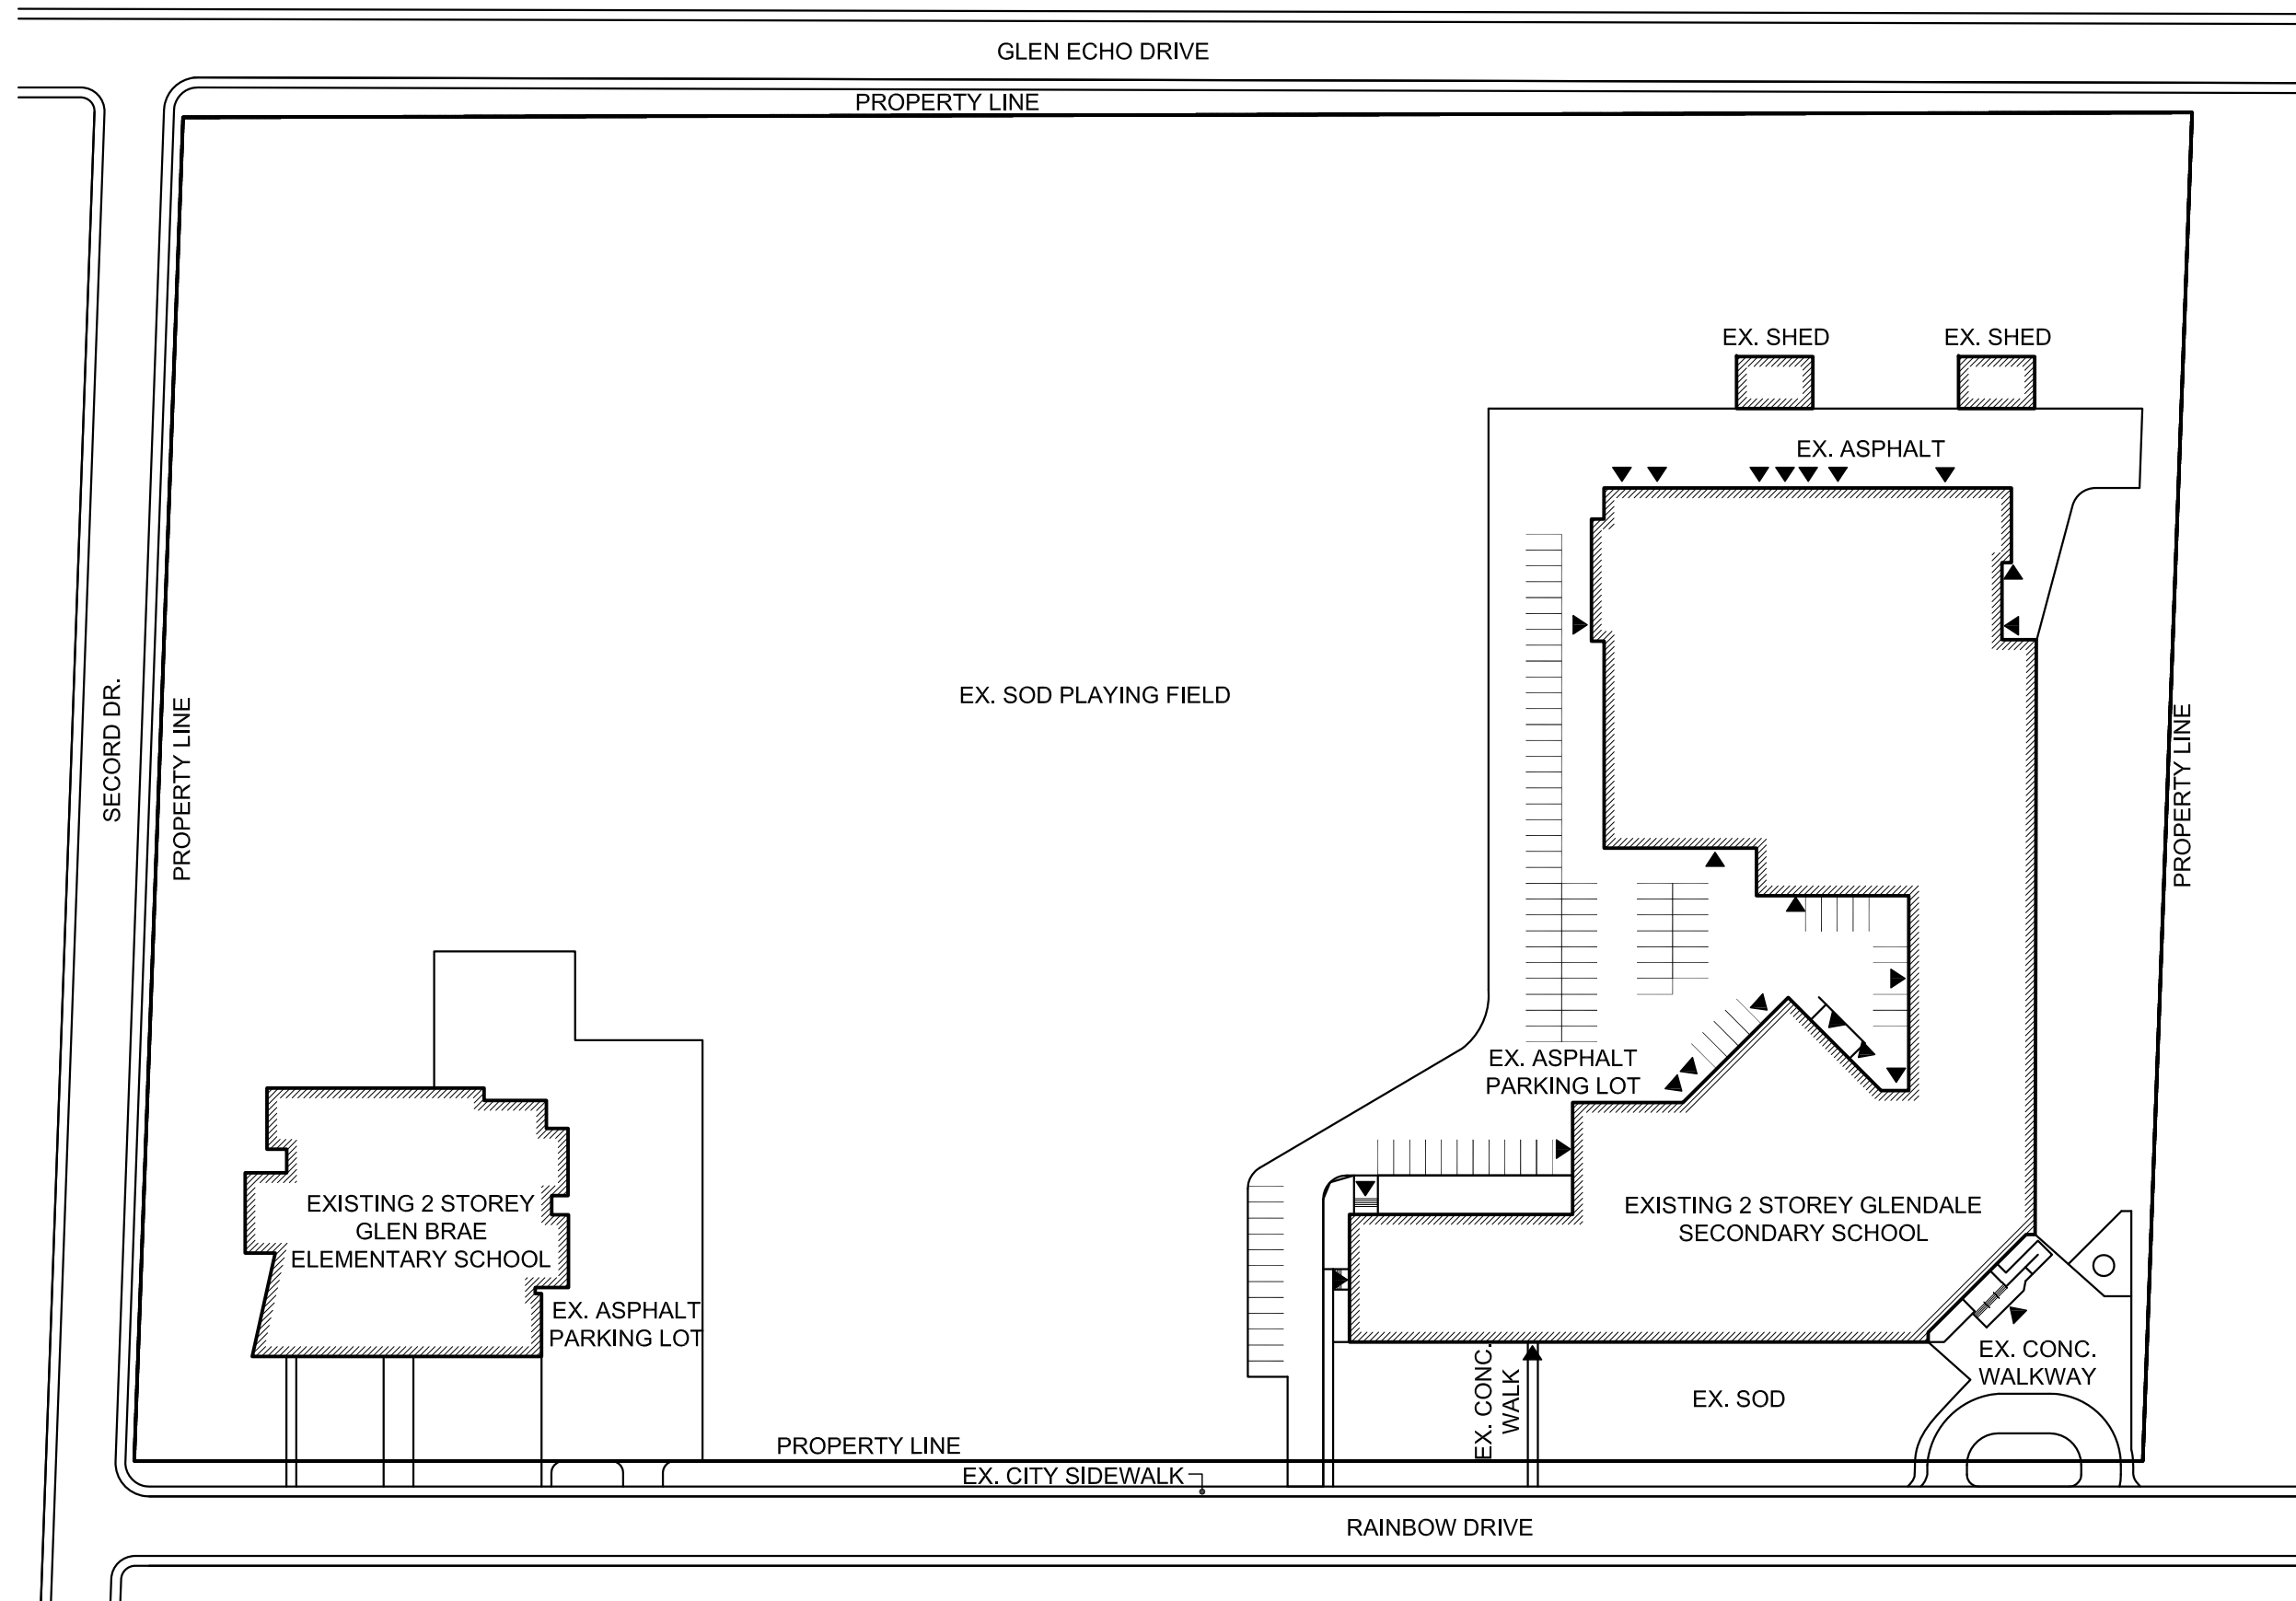 GLEN ECHO DRIVE
PROPERTY LINE
EX. SHED
EX. SHED
EX. ASPHALT
SECORD DR.
PROPERTY LINE
EX. SOD PLAYING FIELD
PROPERTY LINE
EX. ASPHALT
PARKING LOT
EXISTING 2 STOREY
GLEN BRAE
ELEMENTARY SCHOOL
EXISTING 2 STOREY GLENDALE
SECONDARY SCHOOL
EX. ASPHALT
PARKING LOT
EX. CONC.
WALK
EX. CONC.
WALKWAY
EX. SOD
PROPERTY LINE
EX. CITY SIDEWALK
RAINBOW DRIVE